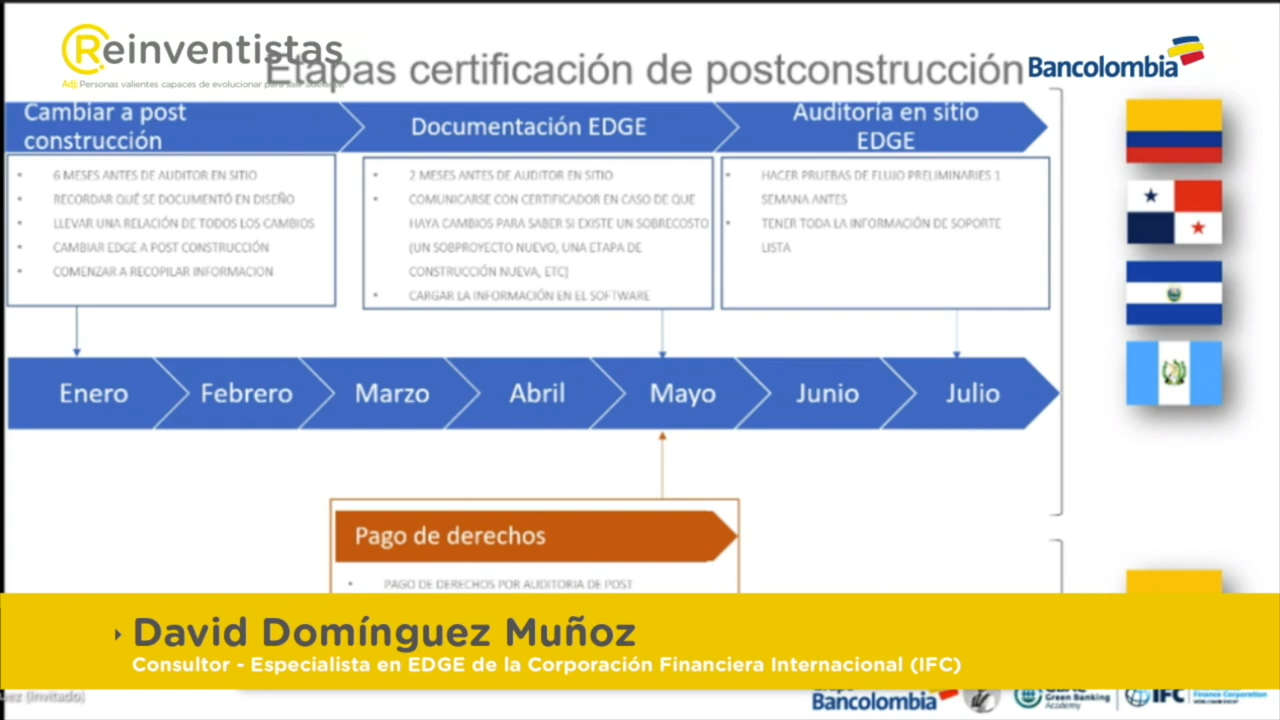 Reinventistas
Adj: Personas valientes capaces de evolucionar para salir adelante.
Etapas certificación de postconstrucción
Bancolombia
Cambiar a post
construcción
6 MESES ANTES DE AUDITOR EN SITIO
RECORDAR QUÉ SE DOCUMENTÓ EN DISEÑO
LLEVAR UNA RELACIÓN DE TODOS LOS CAMBIOS
CAMBIAR EDGE A POST CONSTRUCCIÓN
COMENZAR A RECOPILAR INFORMACION
Documentación EDGE
2 MESES ANTES DE AUDITOR EN SITIO
COMUNICARSE CON CERTIFICADOR EN CASO DE QUE
HAYA CAMBIOS PARA SABER SI EXISTE UN SOBRECOSTO
(UN SOBPROYECTO NUEVO, UNA ETAPA DE
CONSTRUCCIÓN NUEVA, ETC)
CARGAR LA INFORMACIÓN EN EL SOFTWARE
Auditoría en sitio
EDGE
HACER PRUEBAS DE FLUJO PRELIMINARIES 1
SEMANA ANTES
TENER TODA LA INFORMACIÓN DE SOPORTE
LISTA
Enero Febrero Marzo Abril Mayo Junio Julio
Pago de derechos
PAGO DE DERECHOS POR AUDITORIA DE POST
David Domínguez Muñoz
Consultor - Especialista en EDGE de la Corporación Financiera Internacional (IFC)
(Invitado)
Bancolombia
Green Banking
Academy
IFC
Finance Corporation